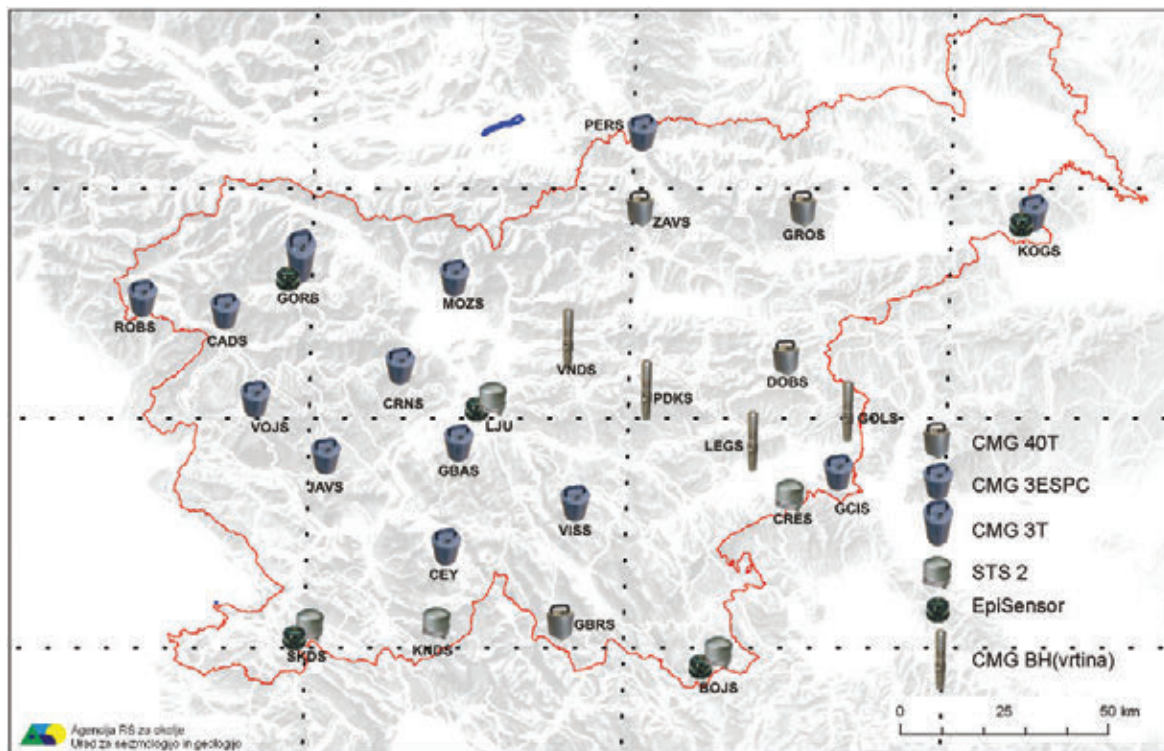 PERS
ZAVS
GROS
KOGS
GORS
MOZS
ROBS
CADS
VNDS
DOBS
CRNS
PDKS
VOJS
LJU
GOLS
LEGS
GBAS
JAVS
CMG 40T
GCIS
CMG 3ESPC
CRES
VISS
CMG 3T
CEY
STS 2
EpiSensor
GBRS
KNDS
SKDS
CMG BH(vrtina)
BOJS
0 25 50 km
Agencija RS za okolje
Urad za seizmologijo in geologijo